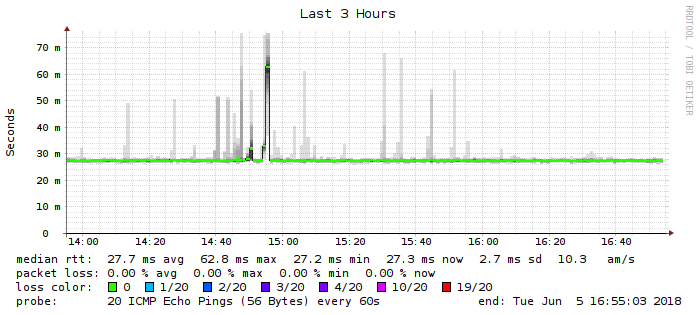 Last 3 Hours
RRDTOOL / TOBI OETIKER
Seconds
70 m
60 m
50 m
40 m
30 m
20 m
10 m
0
14:00 14:20 14:40 15:00 15:20 15:40 16:00 16:20 16:40
median rtt: 27.7 ms avg 62.8 ms max 27.2 ms min 27.3 ms now 2.7 ms sd 10.3 am/s
packet loss: 0.00 % avg 0.00 % max 0.00 % min 0.00 % now
loss color: 0 1/20 2/20 3/20 4/20 10/20 19/20
probe: 20 ICMP Echo Pings (56 Bytes) every 60s end: Tue Jun 5 16:55:03 2018